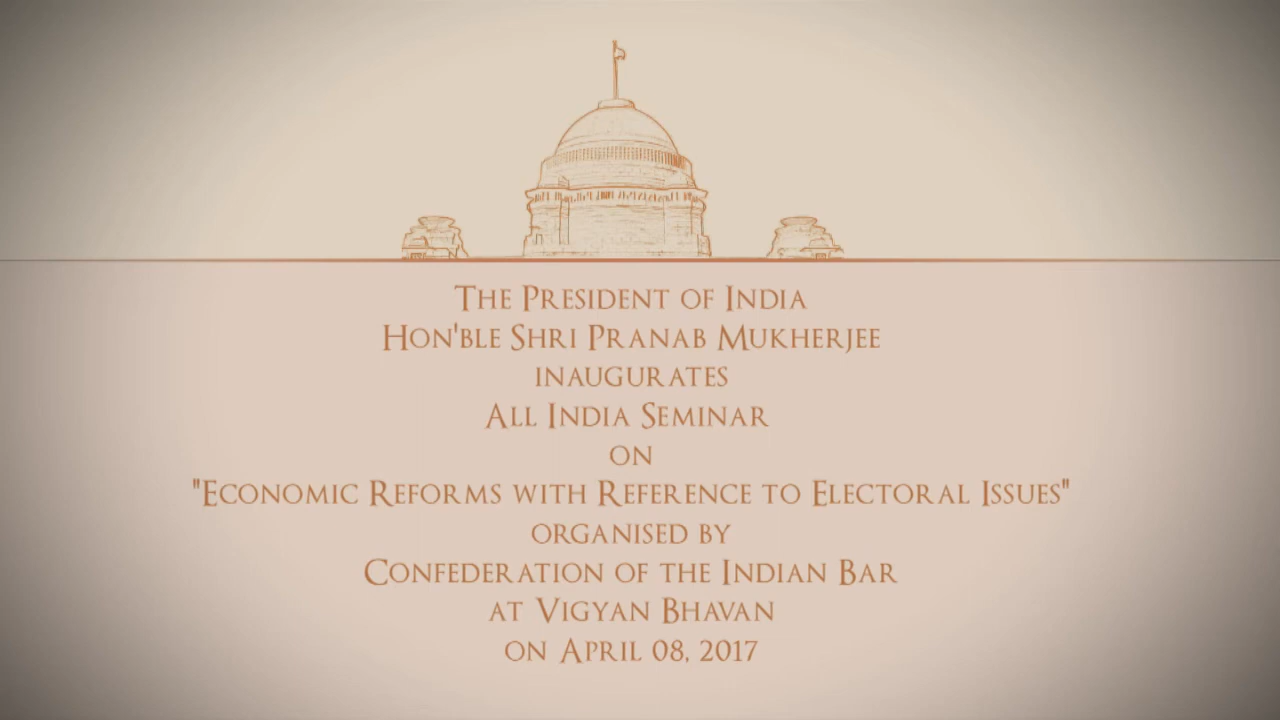 The President of India
Hon'ble Shri Pranab Mukherjee
inaugurates
All India Seminar
on
"Economic Reforms with Reference to Electoral Issues"
organised by
Confederation of the Indian Bar
at Vigyan Bhavan
on April 08, 2017